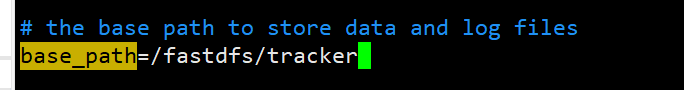 # the base path to store data and log files
base_path=/fastdfs/tracker